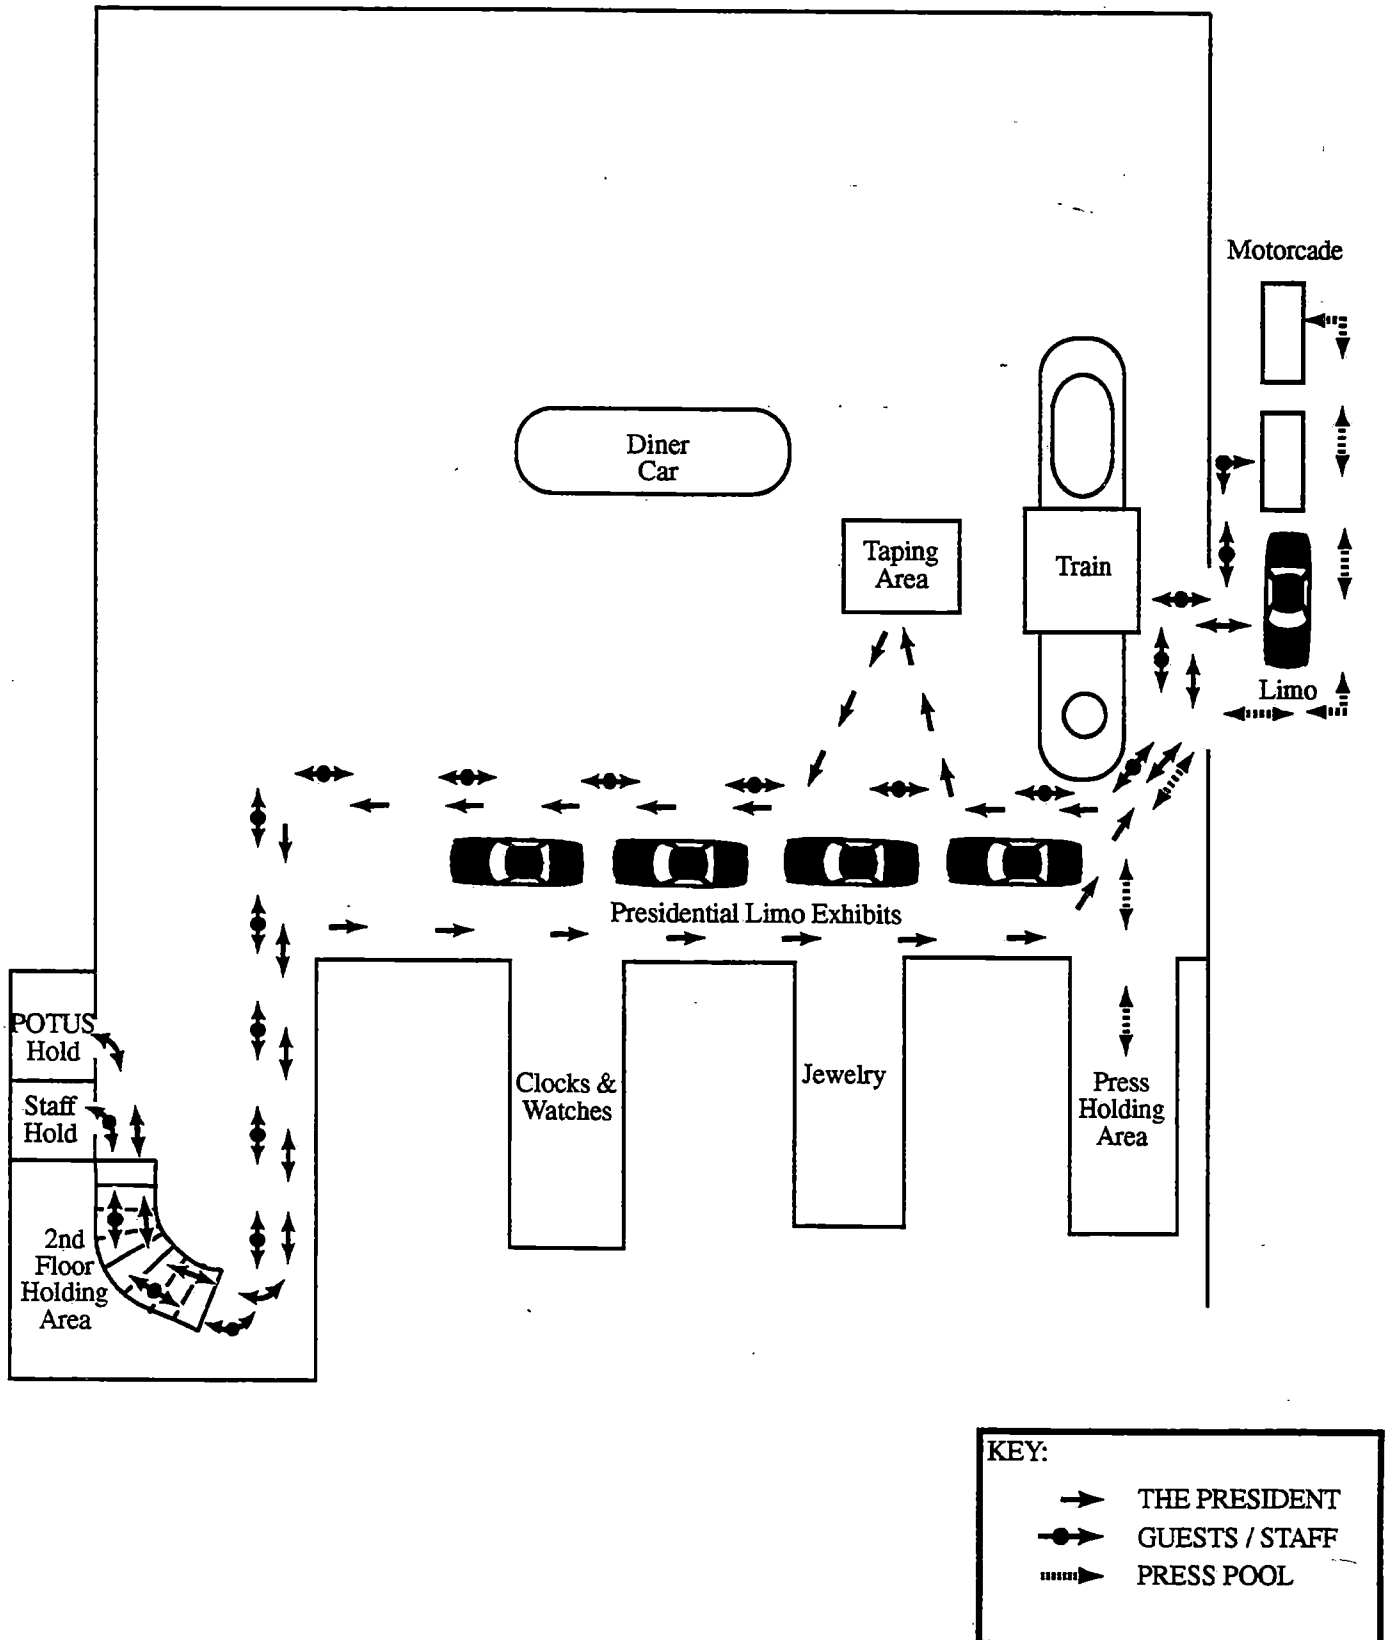 Motorcade
Diner
Car
Taping
Area
Train
Limo
Presidential Limo Exhibits
POTUS
Hold
Staff
Hold
Clocks &
Watches
Jewelry
Press
Holding
Area
2nd
Floor
Holding
Area
KEY:
THE PRESIDENT
GUESTS / STAFF
PRESS POOL